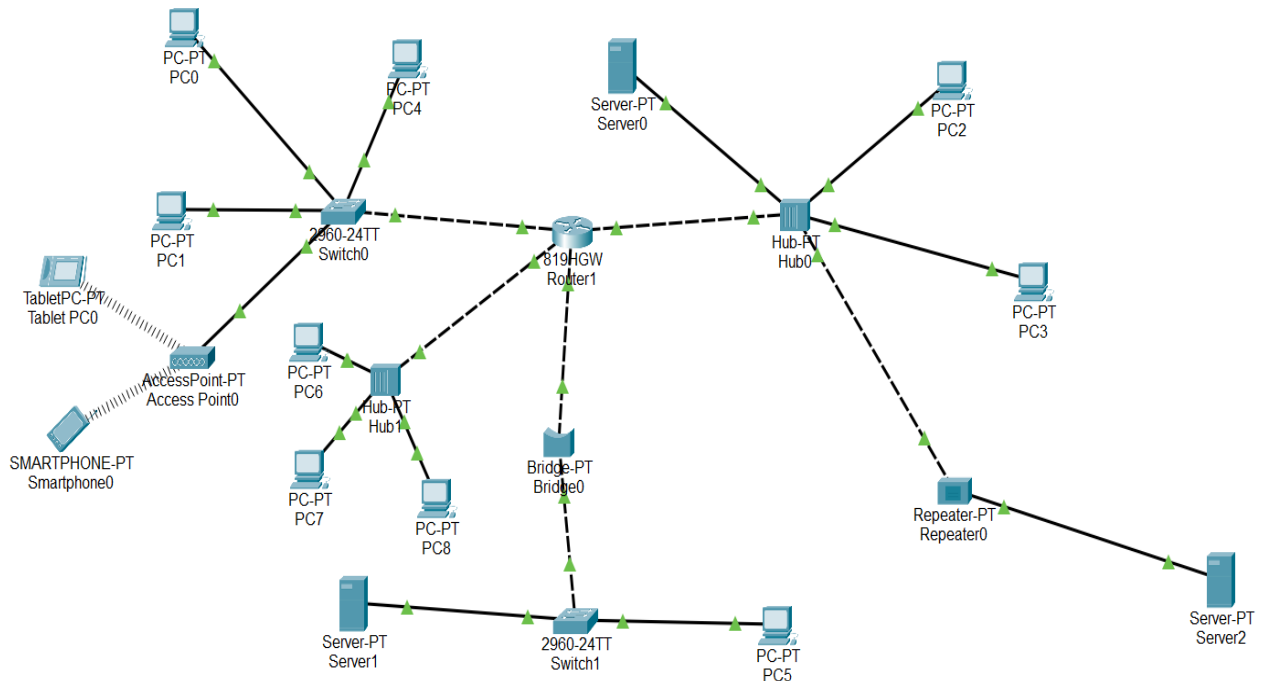 PC-PT
PC0
PC-PT
PC4
Server-PT
Server0
PC-PT
PC2
PC-PT
PC1
2960-24TT
Switch0
819HGW
Router1
Hub-PT
Hub0
TabletPC-PT
Tablet PC0
PC-PT
PC3
AccessPoint-PT
Access Point0
PC-PT
PC6
Hub-PT
Hub1
SMARTPHONE-PT
Smartphone0
Bridge-PT
Bridge0
PC-PT
PC7
PC-PT
PC8
Repeater-PT
Repeater0
Server-PT
Server1
2960-24TT
Switch1
PC-PT
PC5
Server-PT
Server2